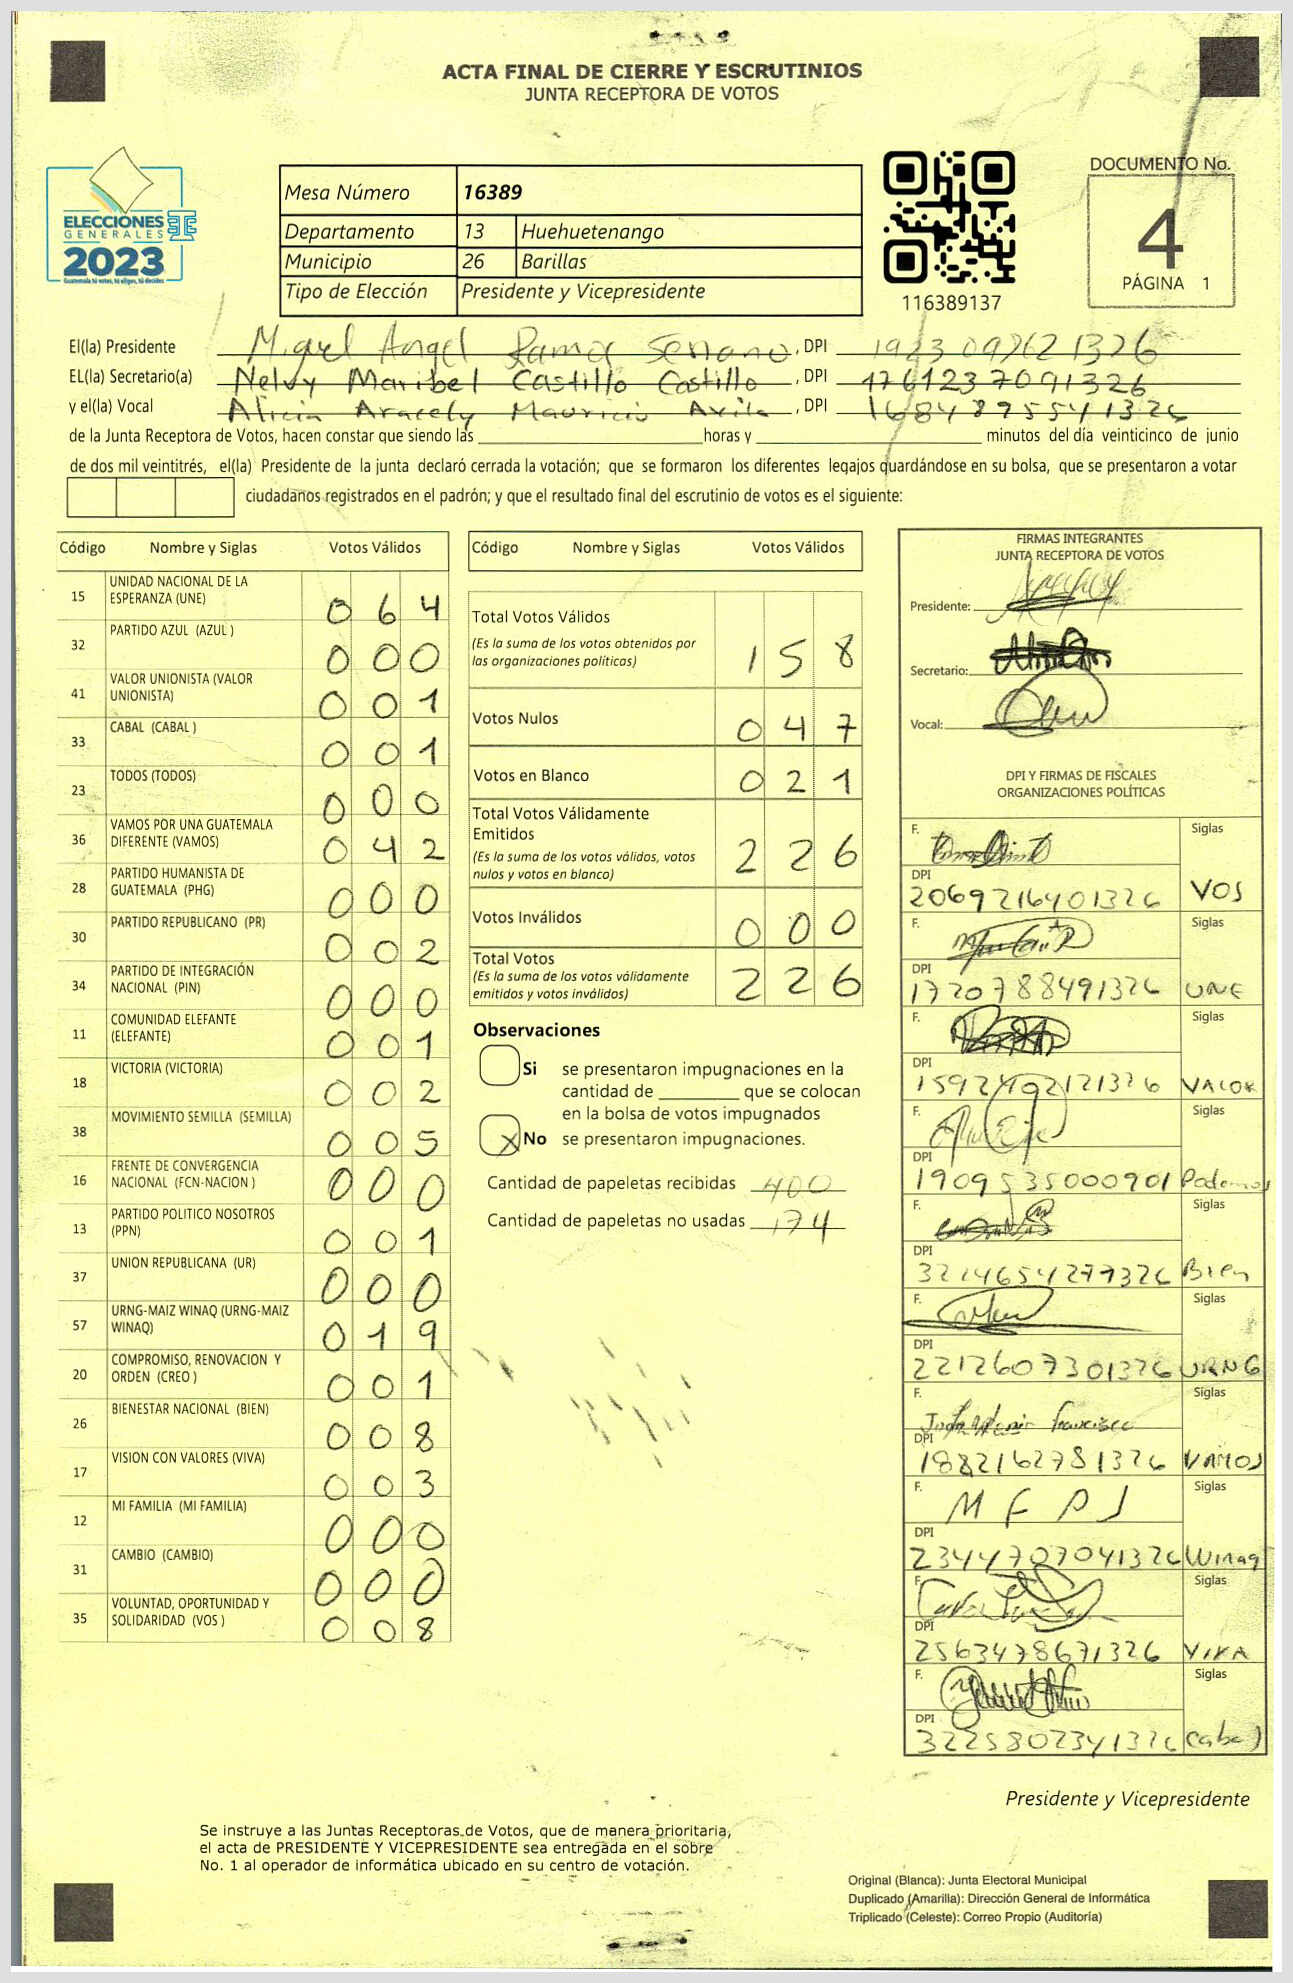 ACTA FINAL DE CIERRE Y ESCRUTINIOS
JUNTA RECEPTORA DE VOTOS
ELECCIONES
GENERALES
2023
Guatemala tú votas, tú eliges, tú decides
Mesa Número 16389
Departamento 13 Huehuetenango
Municipio 26 Barillas
Tipo de Elección Presidente y Vicepresidente
116389137
DOCUMENTO No.
4
PÁGINA 1
El(la) Presidente Miguel Angel Ramos Serrano, DPI
EL(la) Secretario(a) Nelvy Maribel Castillo Castillo, DPI 1761237091326
y el(la) Vocal Alicia Aracely Mauricio Avila, DPI 1684895541326
de la Junta Receptora de Votos, hacen constar que siendo las horas y minutos del día veinticinco de junio
de dos mil veintitrés, el(la) Presidente de la junta declaró cerrada la votación; que se formaron los diferentes legajos quardándose en su bolsa, que se presentaron a votar
ciudadanos registrados en el padrón; y que el resultado final del escrutinio de votos es el siguiente:
Código Nombre y Siglas Votos Válidos
15 UNIDAD NACIONAL DE LA
ESPERANZA (UNE) 0 6 4
32 PARTIDO AZUL (AZUL ) 0 0 0
41 VALOR UNIONISTA (VALOR
UNIONISTA) 0 0 1
33 CABAL (CABAL ) 0 0 1
23 TODOS (TODOS) 0 0 0
36 VAMOS POR UNA GUATEMALA
DIFERENTE (VAMOS) 0 4 2
28 PARTIDO HUMANISTA DE
GUATEMALA (PHG) 0 0 0
30 PARTIDO REPUBLICANO (PR) 0 0 2
34 PARTIDO DE INTEGRACIÓN
NACIONAL (PIN) 0 0 0
11 COMUNIDAD ELEFANTE
(ELEFANTE) 0 0 1
18 VICTORIA (VICTORIA) 0 0 2
38 MOVIMIENTO SEMILLA (SEMILLA) 0 0 5
16 FRENTE DE CONVERGENCIA
NACIONAL (FCN-NACION ) 0 0 0
13 PARTIDO POLITICO NOSOTROS
(PPN) 0 0 1
37 UNION REPUBLICANA (UR) 0 0 0
57 URNG-MAIZ WINAQ (URNG-MAIZ
WINAQ) 0 1 9
20 COMPROMISO, RENOVACION Y
ORDEN (CREO ) 0 0 1
26 BIENESTAR NACIONAL (BIEN) 0 0 8
17 VISION CON VALORES (VIVA) 0 0 3
12 MI FAMILIA (MI FAMILIA) 0 0 0
31 CAMBIO (CAMBIO) 0 0 0
35 VOLUNTAD, OPORTUNIDAD Y
SOLIDARIDAD (VOS ) 0 0 8
Código Nombre y Siglas Votos Válidos
Total Votos Válidos
(Es la suma de los votos obtenidos por
las organizaciones políticas) 1 5 8
Votos Nulos 0 4 7
Votos en Blanco 0 2 1
Total Votos Válidamente
Emitidos
(Es la suma de los votos válidos, votos
nulos y votos en blanco) 2 2 6
Votos Inválidos 0 0 0
Total Votos
(Es la suma de los votos válidamente
emitidos y votos inválidos) 2 2 6
Observaciones
Si se presentaron impugnaciones en la
cantidad de que se colocan
en la bolsa de votos impugnados
X No se presentaron impugnaciones.
Cantidad de papeletas recibidas 400
Cantidad de papeletas no usadas 174
FIRMAS INTEGRANTES
JUNTA RECEPTORA DE VOTOS
Presidente:
Secretario:
Vocal:
DPI Y FIRMAS DE FISCALES
ORGANIZACIONES POLÍTICAS
F. Siglas
DPI
2069216401326 VOS
F. Siglas
DPI
1720788491326 UNE
F. Siglas
DPI
1592402121326 VALOR
F. Siglas
DPI
1909535000901 Podemos
F. Siglas
DPI
3214654277326 Bien
F. Siglas
DPI
2212607301326 URNG
F. Siglas
Francisco
DPI
1882162781326 VAMOS
F. Siglas
M F P J
DPI
2344707041326 Winaq
F. Siglas
DPI
2563478671326 VIVA
F. Siglas
DPI
3225802341326 Cabal
Presidente y Vicepresidente
Se instruye a las Juntas Receptoras de Votos, que de manera prioritaria,
el acta de PRESIDENTE Y VICEPRESIDENTE sea entregada en el sobre
No. 1 al operador de informática ubicado en su centro de votación.
Original (Blanca): Junta Electoral Municipal
Duplicado (Amarilla): Dirección General de Informática
Triplicado (Celeste): Correo Propio (Auditoría)